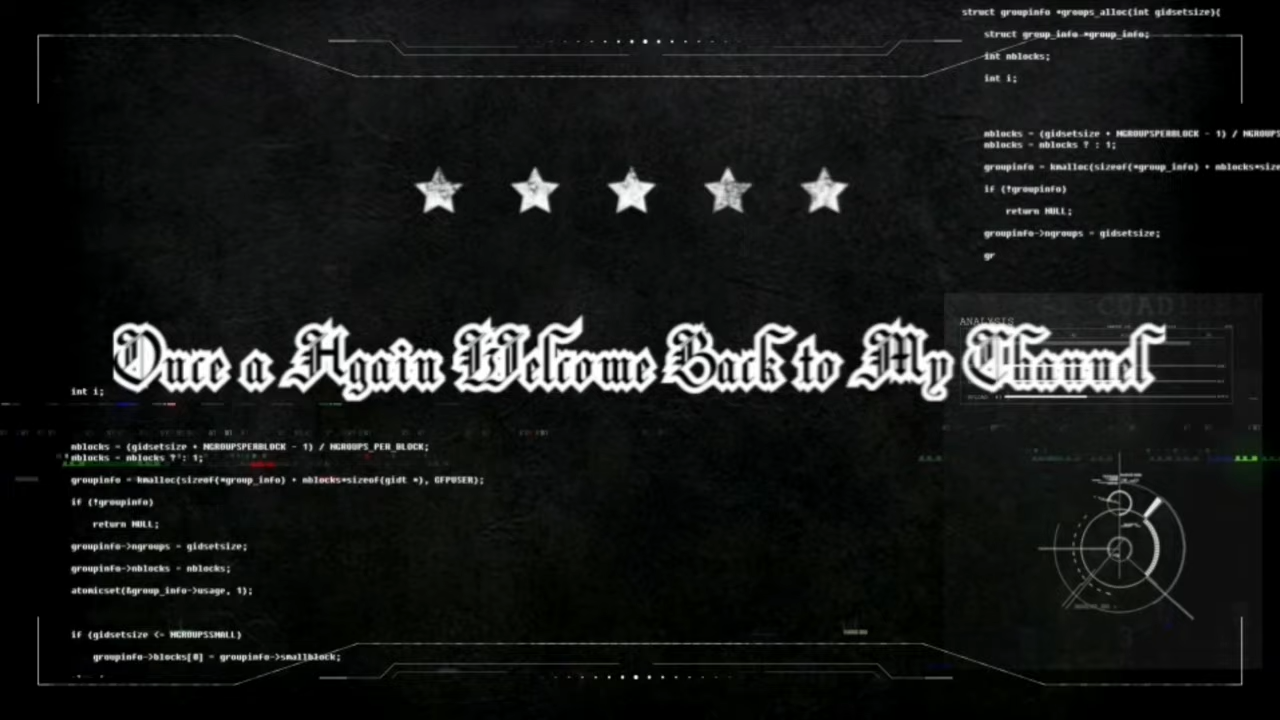 struct groupinfo *groups_alloc(int gidsetsize){
struct group_info *group_info;
int nblocks;
int i;
nblocks = (gidsetsize + NGROUPSPERBLOCK - 1) / NGROUPS
nblocks = nblocks ? : 1;
groupinfo = kmalloc(sizeof(*group_info) + nblocks*size
if (!groupinfo)
return NULL;
groupinfo->ngroups = gidsetsize;
gr
ANALYSIS
Once a Again Welcome Back to My Channel
int i;
nblocks = (gidsetsize + NGROUPSPERBLOCK - 1) / NGROUPS_PER_BLOCK;
nblocks = nblocks ? : 1;
groupinfo = kmalloc(sizeof(*group_info) + nblocks*sizeof(gidt *), GFPUSER);
if (!groupinfo)
return NULL;
groupinfo->ngroups = gidsetsize;
groupinfo->nblocks = nblocks;
atomicset(&group_info->usage, 1);
if (gidsetsize <= NGROUPSSMALL)
groupinfo->blocks[0] = groupinfo->smallblock;